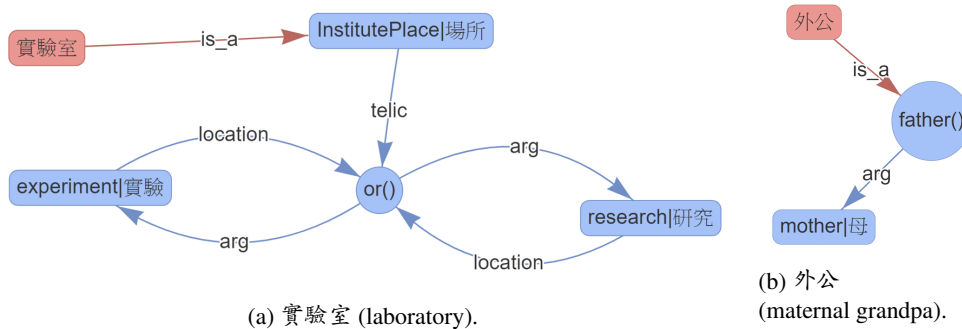 實驗室
is_a
InstitutePlace|場所
telic
location
experiment|實驗
or()
arg
arg
research|研究
location
(a) 實驗室 (laboratory).
外公
is_a
father()
arg
mother|母
(b) 外公
(maternal grandpa).